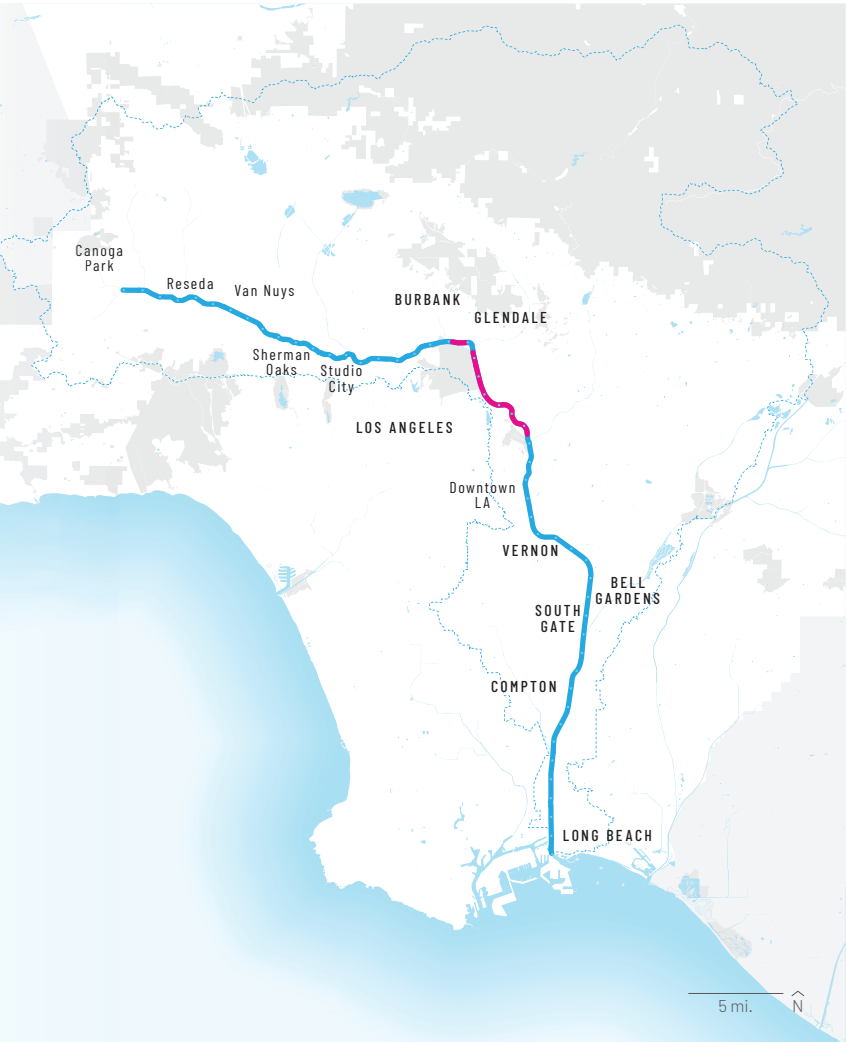 Canoga
Park
Reseda
Van Nuys
BURBANK
GLENDALE
Sherman
Oaks
Studio
City
LOS ANGELES
Downtown
LA
VERNON
BELL
GARDENS
SOUTH
GATE
COMPTON
LONG BEACH
5 mi.
N